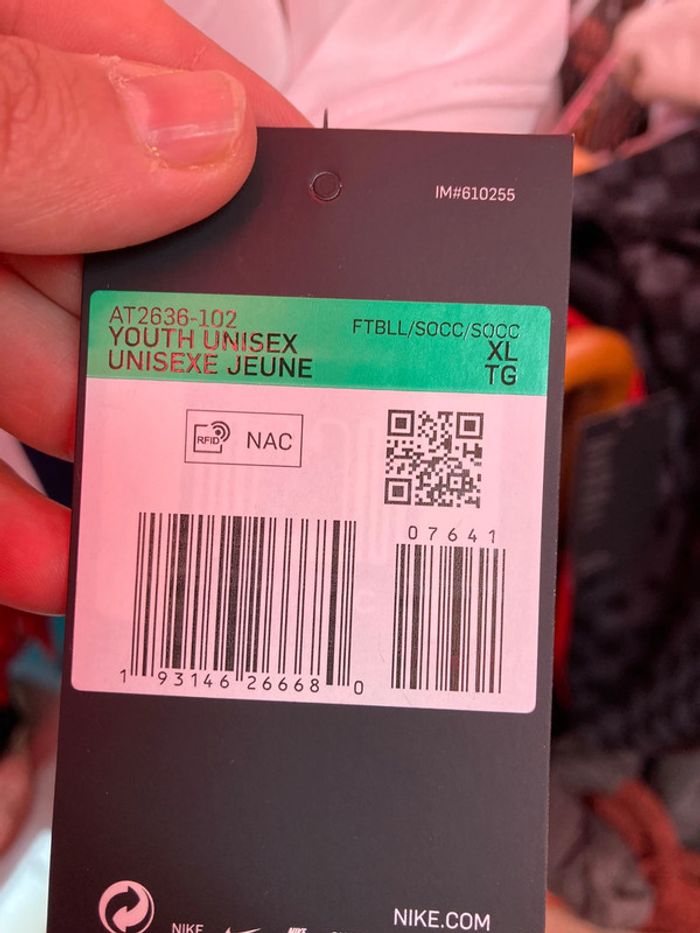 IM#610255
AT2636-102
FTBLL/SOCC/SOCC
YOUTH UNISEX
XL
UNISEXE JEUNE
TG
RFID
NAC
07641
1 93146 26668 0
NIKE.COM
NIKE